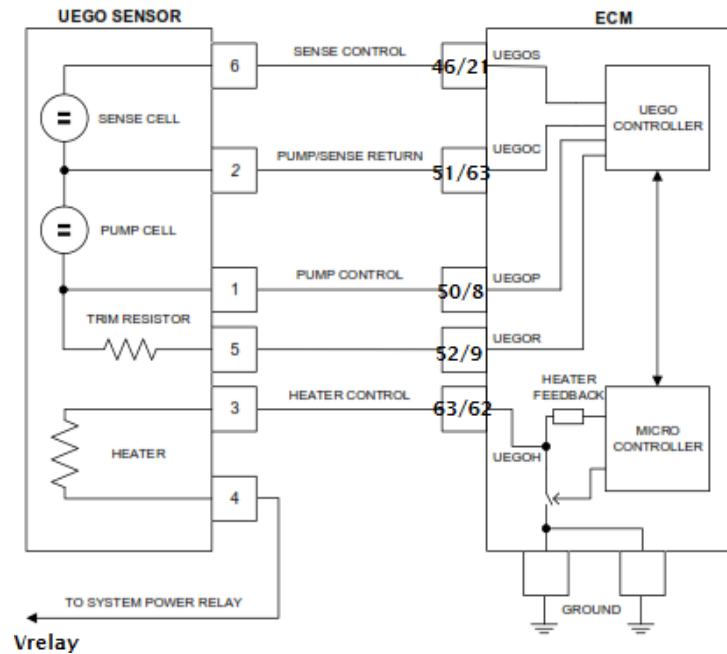 UEGO SENSOR
ECM
6
SENSE CONTROL
46/21
UEGOS
SENSE CELL
UEGO
CONTROLLER
2
PUMP/SENSE RETURN
51/63
UEGOC
PUMP CELL
1
PUMP CONTROL
50/8
UEGOP
TRIM RESISTOR
5
52/9
UEGOR
3
HEATER CONTROL
63/62
HEATER
FEEDBACK
MICRO
CONTROLLER
UEGOH
HEATER
4
TO SYSTEM POWER RELAY
GROUND
Vrelay